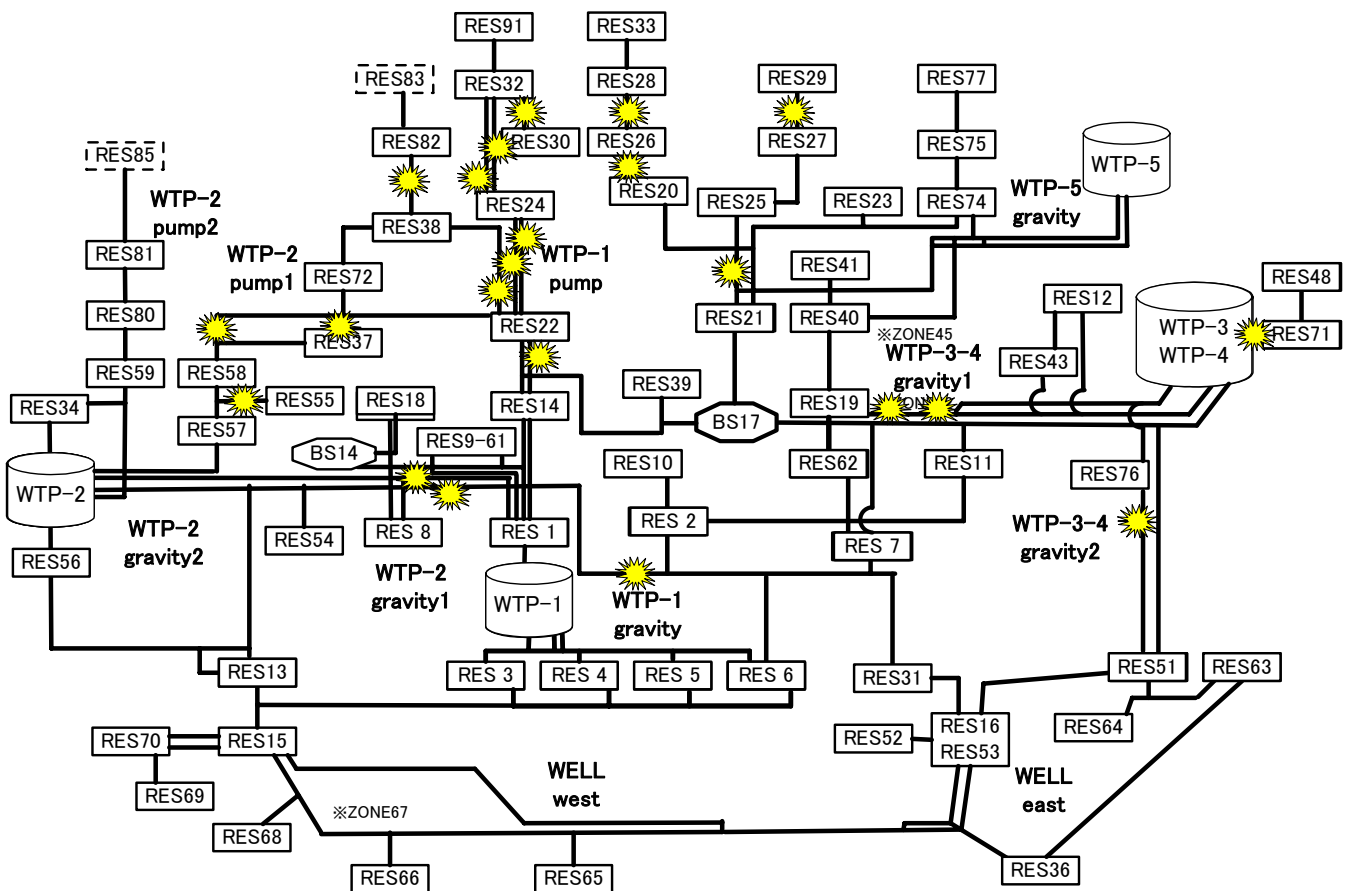 RES91
RES33
RES83
RES32
RES28
RES29
RES77
RES85
RES82
RES30
RES26
RES27
RES75
WTP-5
WTP-2
pump2
RES20
RES24
RES25
RES23
RES74
WTP-5
gravity
RES38
RES81
WTP-2
pump1
RES72
WTP-1
pump
RES41
RES48
RES80
RES22
RES21
RES40
RES12
WTP-3
WTP-4
RES71
RES37
※ZONE45
WTP-3-4
gravity1
RES43
RES59
RES58
RES39
RES34
RES55
RES18
RES14
RES19
RES57
BS17
BS14
RES9-61
RES10
RES62
RES11
RES76
WTP-2
RES 2
WTP-3-4
gravity2
RES54
RES 8
RES 1
RES 7
RES56
WTP-2
gravity2
WTP-2
gravity1
WTP-1
WTP-1
gravity
RES13
RES 3
RES 4
RES 5
RES 6
RES31
RES51
RES63
RES16
RES53
RES64
RES70
RES15
RES52
RES69
WELL
west
WELL
east
※ZONE67
RES68
RES66
RES65
RES36